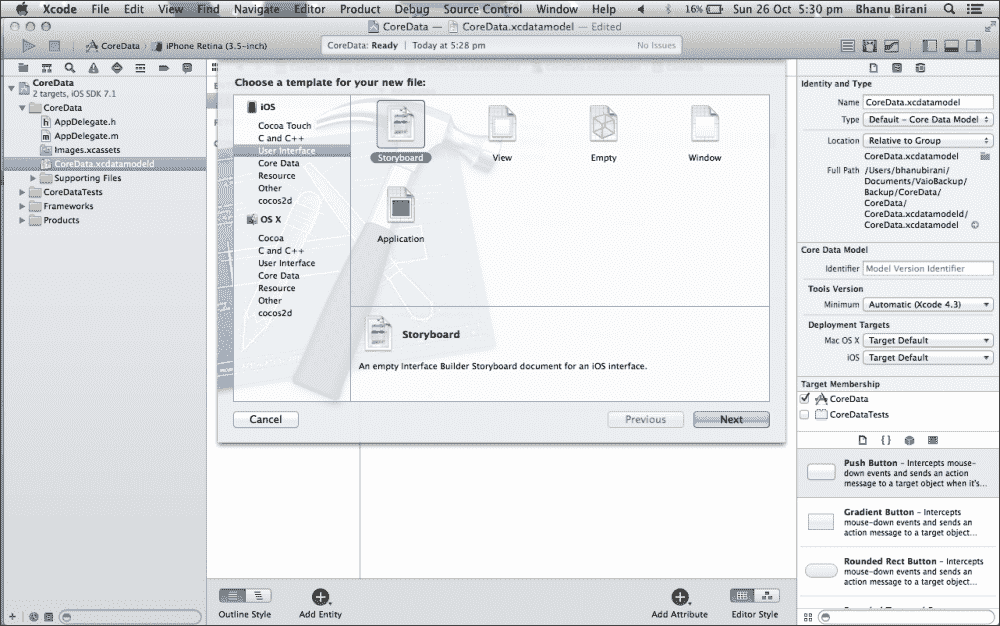 Xcode File Edit View Find Navigate Editor Product Debug Source Control Window Help 16% Sun 26 Oct 5:30 pm Bhanu Birani
CoreData — CoreData.xcdatamodel — Edited
CoreData iPhone Retina (3.5-inch)
CoreData: Ready | Today at 5:28 pm No Issues
CoreData
2 targets, iOS SDK 7.1
CoreData
AppDelegate.h
AppDelegate.m
Images.xcassets
CoreData.xcdatamodeld
Supporting Files
CoreDataTests
Frameworks
Products
Choose a template for your new file:
iOS
Cocoa Touch
C and C++
User Interface
Core Data
Resource
Other
cocos2d
OS X
Cocoa
C and C++
User Interface
Core Data
Resource
Other
cocos2d
Storyboard
View
Empty
Window
Application
Storyboard
An empty Interface Builder Storyboard document for an iOS interface.
Cancel
Previous
Next
Outline Style
Add Entity
Add Attribute
Editor Style
Identity and Type
Name CoreData.xcdatamodel
Type Default - Core Data Model
Location Relative to Group
CoreData.xcdatamodel
Full Path /Users/bhanubirani/
Documents/VaioBackup/
Backup/CoreData/
CoreData/
CoreData.xcdatamodeld/
CoreData.xcdatamodel
Core Data Model
Identifier Model Version Identifier
Tools Version
Minimum Automatic (Xcode 4.3)
Deployment Targets
Mac OS X Target Default
iOS Target Default
Target Membership
CoreData
CoreDataTests
Push Button - Intercepts mouse-
down events and sends an action
message to a target object when it's...
Gradient Button - Intercepts
mouse-down events and sends an
action message to a target object...
Rounded Rect Button - Intercepts
mouse-down events and sends an
action message to a target object...